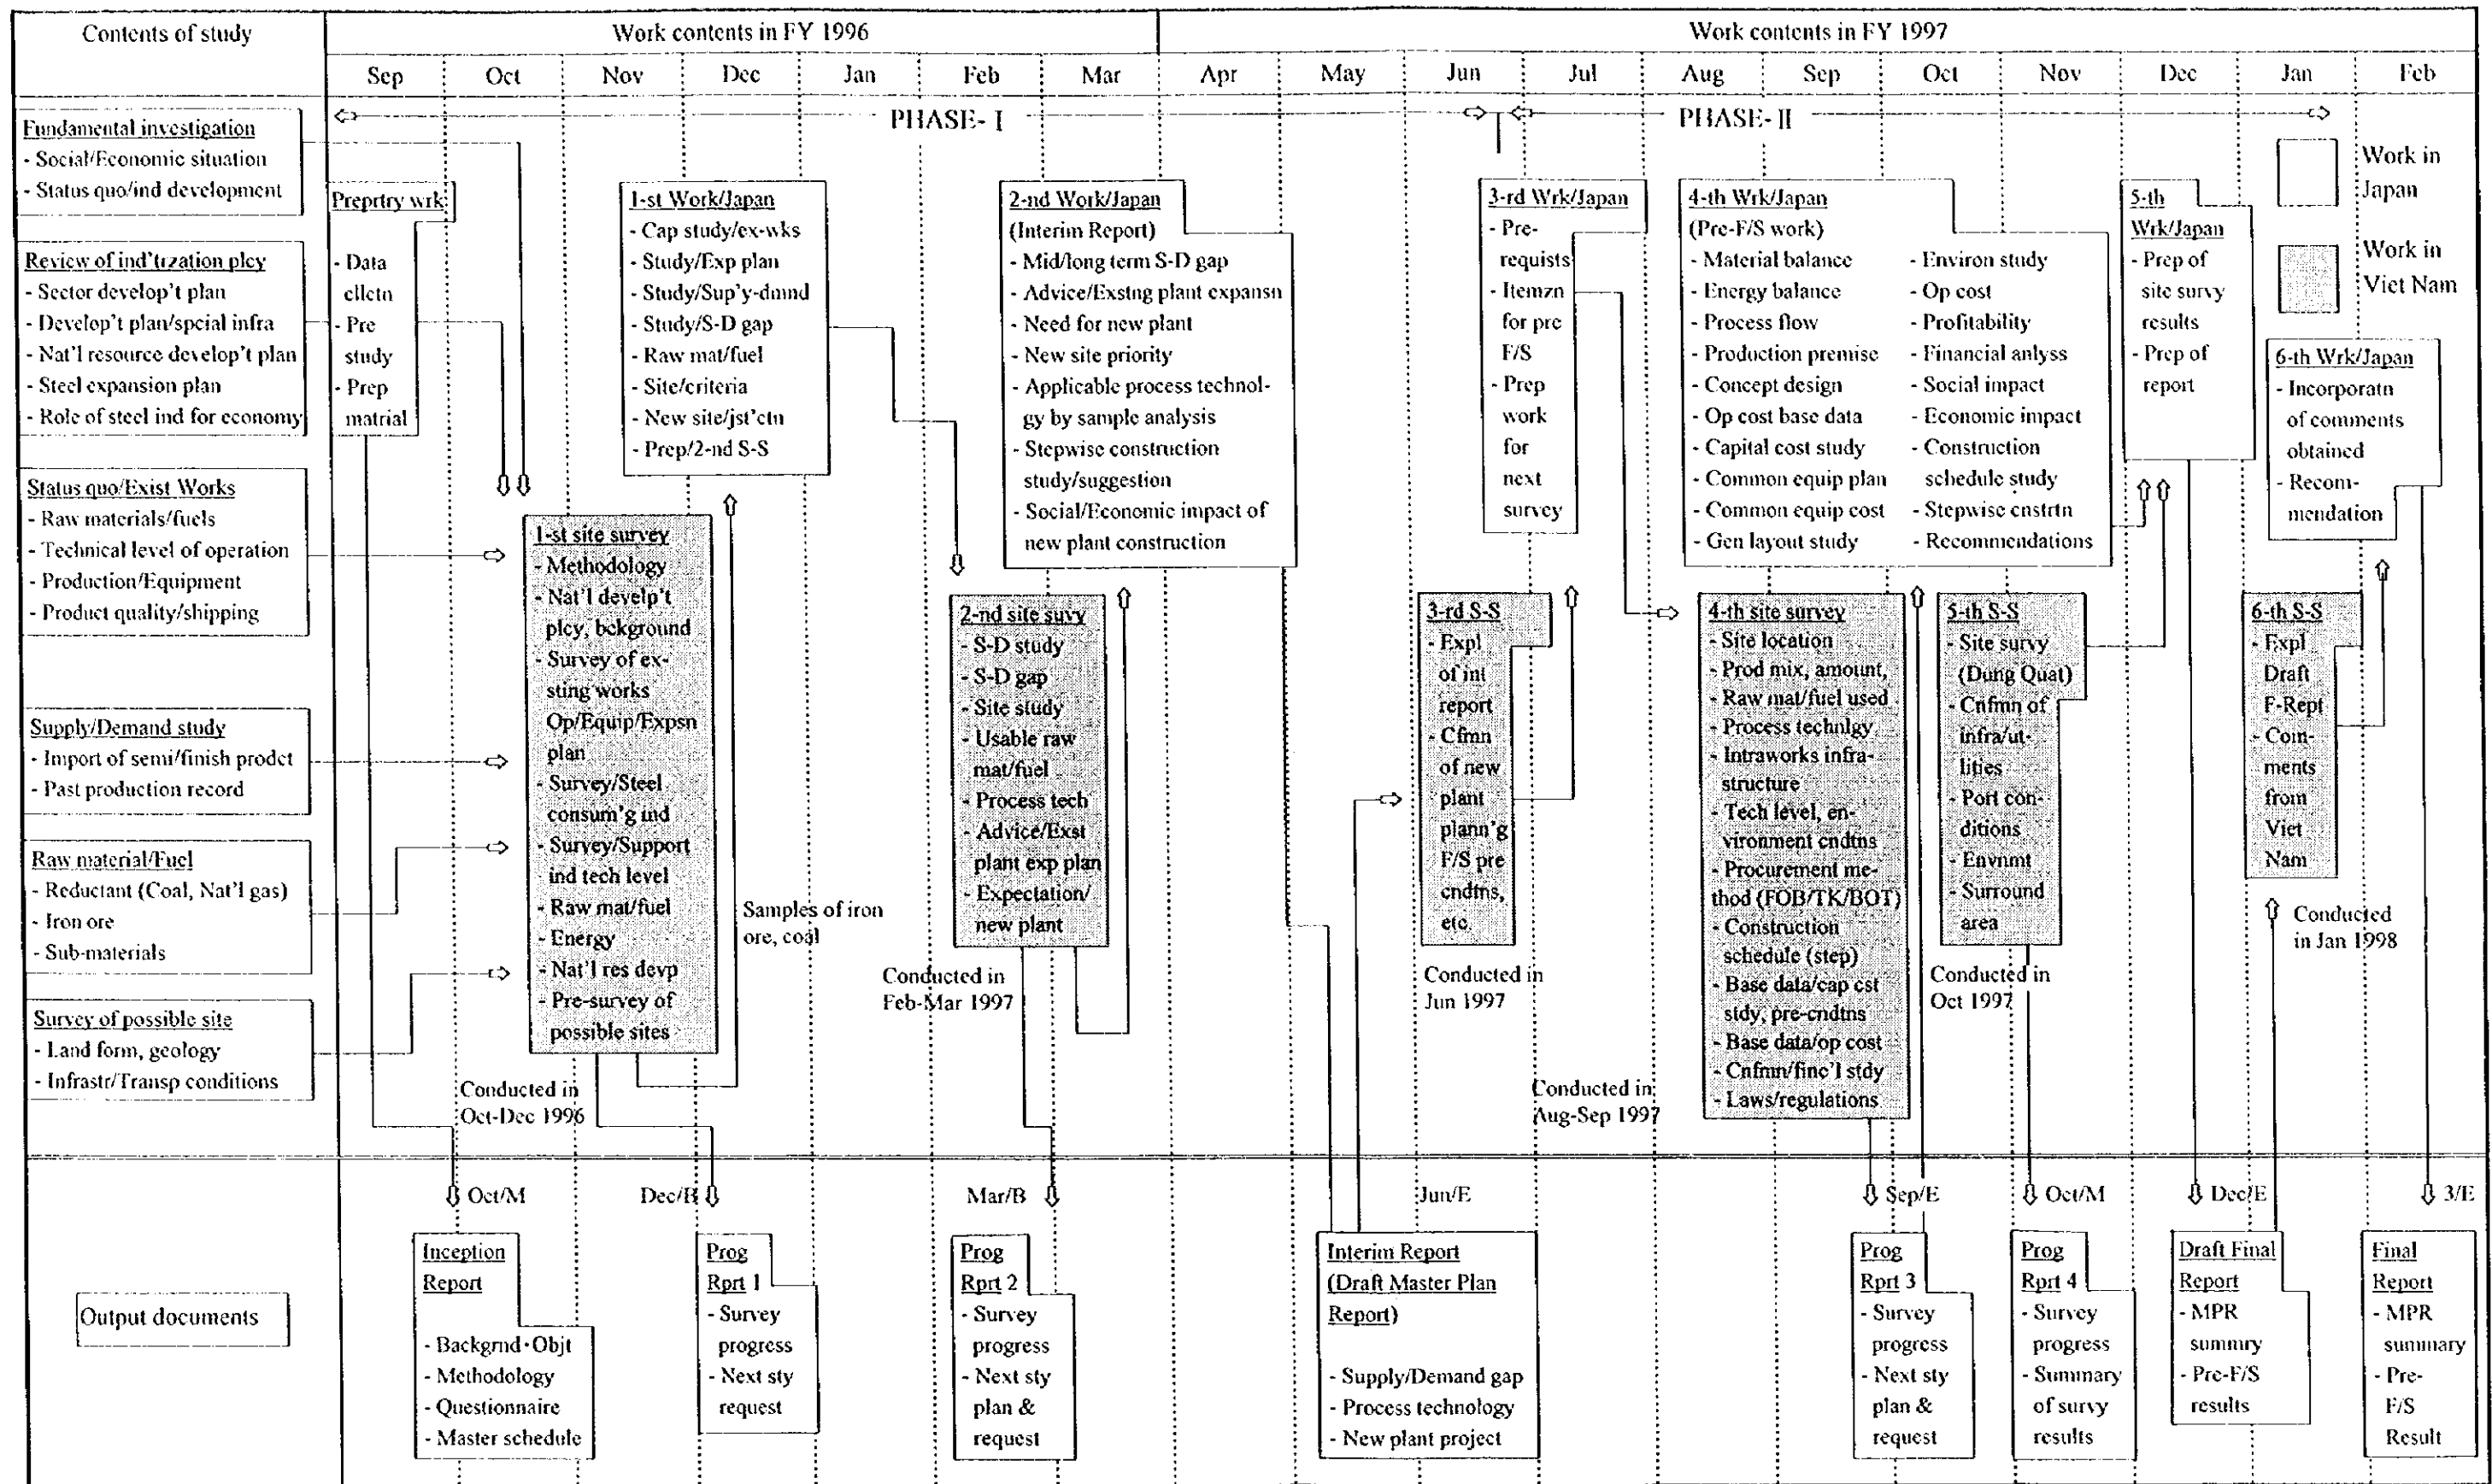 Contents of study
Work contents in FY 1996
Work contents in FY 1997
Sep
Oct
Nov
Dec
Jan
Feb
Mar
Apr
May
Jun
Jul
Aug
Sep
Oct
Nov
Dec
Jan
Feb
PHASE- I
PHASE- II
Work in
Japan
Work in
Viet Nam
Fundamental investigation
- Social/Economic situation
- Status quo/ind development
Review of ind'trzation plcy
- Sector develop't plan
- Develop't plan/spcial infra
- Nat'l resource develop't plan
- Steel expansion plan
- Role of steel ind for economy
Status quo/Exist Works
- Raw materials/fuels
- Technical level of operation
- Production/Equipment
- Product quality/shipping
Supply/Demand study
- Import of semi/finish prodct
- Past production record
Raw material/Fuel
- Reductant (Coal, Nat'l gas)
- Iron ore
- Sub-materials
Survey of possible site
- Land form, geology
- Infrastr/Transp conditions
Preprtry wrk
- Data
cllctn
- Pre
study
- Prep
matrial
1-st Work/Japan
- Cap study/ex-wks
- Study/Exp plan
- Study/Sup'y-dmnd
- Study/S-D gap
- Raw mat/fuel
- Site/criteria
- New site/jst'ctn
- Prep/2-nd S-S
2-nd Work/Japan
(Interim Report)
- Mid/long term S-D gap
- Advice/Exstng plant expansn
- Need for new plant
- New site priority
- Applicable process technol-
gy by sample analysis
- Stepwise construction
study/suggestion
- Social/Economic impact of
new plant construction
3-rd Wrk/Japan
- Pre-
requists
- Itemzn
for pre
F/S
- Prep
work
for
next
survey
4-th Wrk/Japan
(Pre-F/S work)
- Material balance
- Energy balance
- Process flow
- Production premise
- Concept design
- Op cost base data
- Capital cost study
- Common equip plan
- Common equip cost
- Gen layout study
- Environ study
- Op cost
- Profitability
- Financial anlyss
- Social impact
- Economic impact
- Construction
schedule study
- Stepwise cnstrtn
- Recommendations
5-th
Wrk/Japan
- Prep of
site survy
results
- Prep of
report
6-th Wrk/Japan
- Incorporatn
of comments
obtained
- Recom-
mendation
1-st site survey
- Methodology
- Nat'l develp't
plcy, bckground
- Survey of ex-
sting works
Op/Equip/Expsn
plan
- Survey/Steel
consum'g ind
- Survey/Support
ind tech level
- Raw mat/fuel
- Energy
- Nat'l res devp
- Pre-survey of
possible sites
Conducted in
Oct-Dec 1996
Samples of iron
ore, coal
2-nd site suvy
- S-D study
- S-D gap
- Site study
- Usable raw
mat/fuel
- Process tech
- Advice/Exst
plant exp plan
- Expectation/
new plant
Conducted in
Feb-Mar 1997
3-rd S-S
- Expl
of int
report
- Cfmn
of new
plant
plann'g
F/S pre
cndtns,
etc.
Conducted in
Jun 1997
4-th site survey
- Site location
- Prod mix, amount,
- Raw mat/fuel used
- Process technlgy
- Intraworks infra-
structure
- Tech level, en-
vironment cndtns
- Procurement me-
thod (FOB/TK/BOT)
- Construction
schedule (step)
- Base data/cap cst
stdy, pre-cndtns
- Base data/op cost
- Cnfmn/finc'l stdy
- Laws/regulations
Conducted in
Aug-Sep 1997
5-th S-S
- Site survy
(Dung Quat)
- Cnfmn of
infra/ut-
lities
- Port con-
ditions
- Envnmt
- Surround
area
Conducted in
Oct 1997
6-th S-S
- Expl
Draft
F-Rept
- Com-
ments
from
Viet
Nam
Conducted
in Jan 1998
Oct/M
Dec/B
Mar/B
Jun/E
Sep/E
Oct/M
Dec/E
3/E
Output documents
Inception
Report
- Backgrnd·Objt
- Methodology
- Questionnaire
- Master schedule
Prog
Rprt 1
- Survey
progress
- Next sty
request
Prog
Rprt 2
- Survey
progress
- Next sty
plan &
request
Interim Report
(Draft Master Plan
Report)
- Supply/Demand gap
- Process technology
- New plant project
Prog
Rprt 3
- Survey
progress
- Next sty
plan &
request
Prog
Rprt 4
- Survey
progress
- Summary
of survy
results
Draft Final
Report
- MPR
summry
- Pre-F/S
results
Final
Report
- MPR
summary
- Pre-
F/S
Result